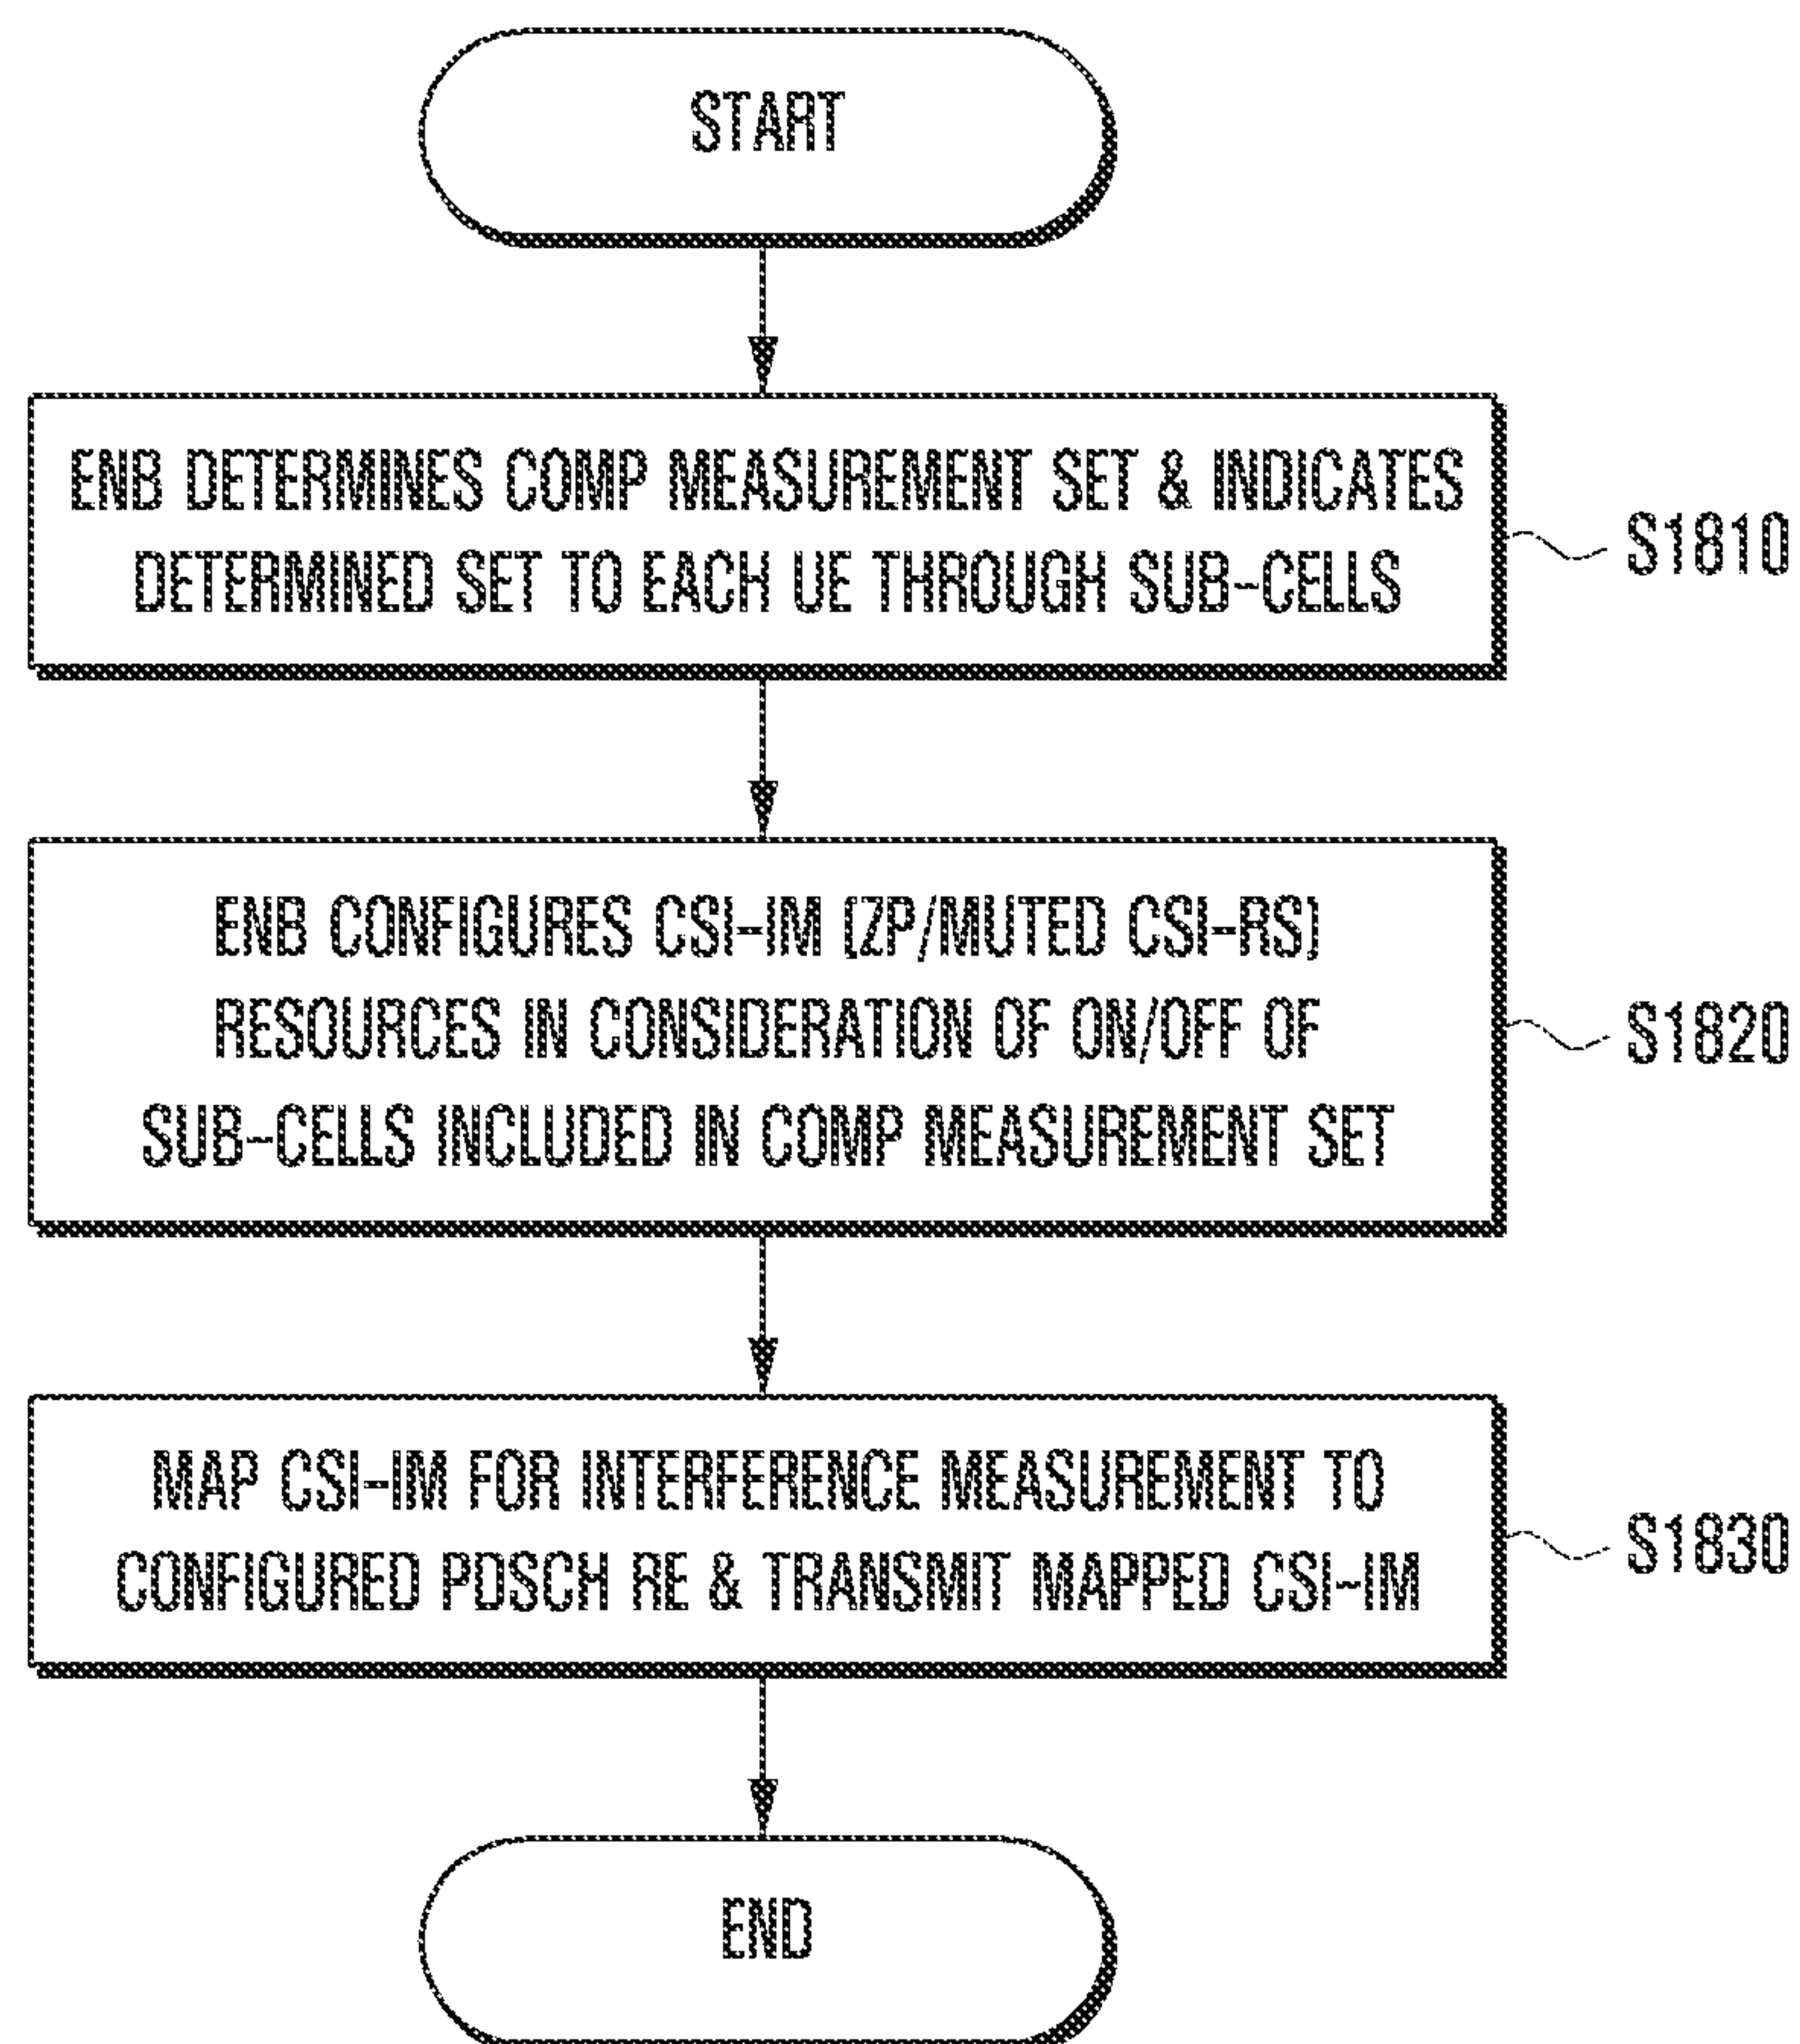 START
ENB DETERMINES COMP MEASUREMENT SET & INDICATES
DETERMINED SET TO EACH UE THROUGH SUB-CELLS
S1810
ENB CONFIGURES CSI-IM (ZP/MUTED CSI-RS)
RESOURCES IN CONSIDERATION OF ON/OFF OF
SUB-CELLS INCLUDED IN COMP MEASUREMENT SET
S1820
MAP CSI-IM FOR INTERFERENCE MEASUREMENT TO
CONFIGURED PDSCH RE & TRANSMIT MAPPED CSI-IM
S1830
END